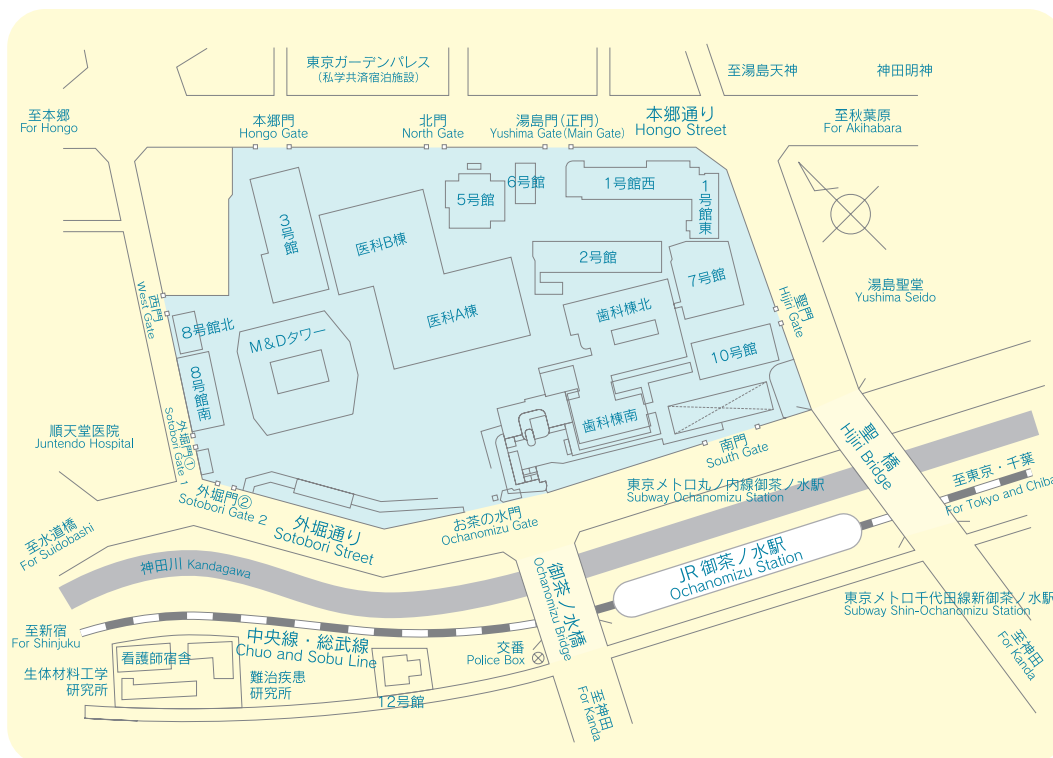 東京ガーデンパレス
(私学共済宿泊施設)
至湯島天神
神田明神
至本郷
For Hongo
本郷門
Hongo Gate
北門
North Gate
湯島門(正門)
Yushima Gate(Main Gate)
本郷通り
Hongo Street
至秋葉原
For Akihabara
3号館
医科B棟
5号館
6号館
1号館西
1号館東
2号館
7号館
医科A棟
歯科棟北
湯島聖堂
Yushima Seido
西門
West Gate
聖門
Hijiri Gate
8号館北
M&Dタワー
10号館
8号館南
歯科棟南
順天堂医院
Juntendo Hospital
外堀門①
Sotobori Gate 1
南門
South Gate
聖橋
Hijiri Bridge
外堀門②
Sotobori Gate 2
外堀通り
Sotobori Street
お茶の水門
Ochanomizu Gate
東京メトロ丸ノ内線御茶ノ水駅
Subway Ochanomizu Station
至東京・千葉
For Tokyo and Chiba
至水道橋
For Suidobashi
神田川 Kandagawa
御茶ノ水橋
Ochanomizu Bridge
JR 御茶ノ水駅
Ochanomizu Station
東京メトロ千代国線新御茶ノ水駅
Subway Shin-Ochanomizu Station
至新宿
For Shinjuku
中央線・総武線
Chuo and Sobu Line
交番
Police Box
至神田
For Kanda
看護師宿舎
生体材料工学
研究所
難治疾患
研究所
12号館
至神田
For Kanda